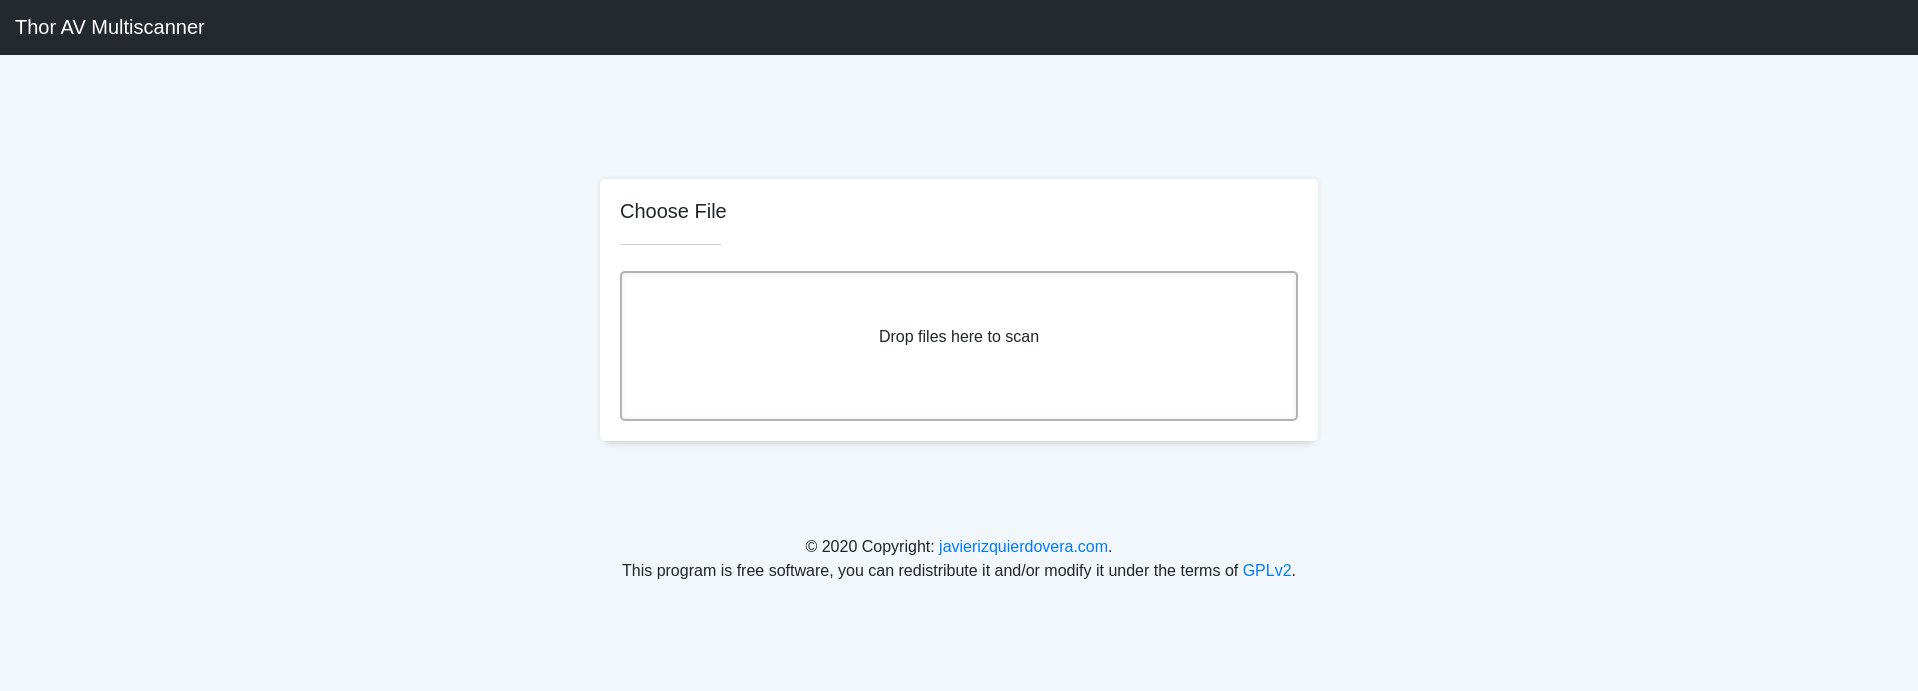 Thor AV Multiscanner
Choose File
Drop files here to scan
© 2020 Copyright: javierizquierdovera.com.
This program is free software, you can redistribute it and/or modify it under the terms of GPLv2.